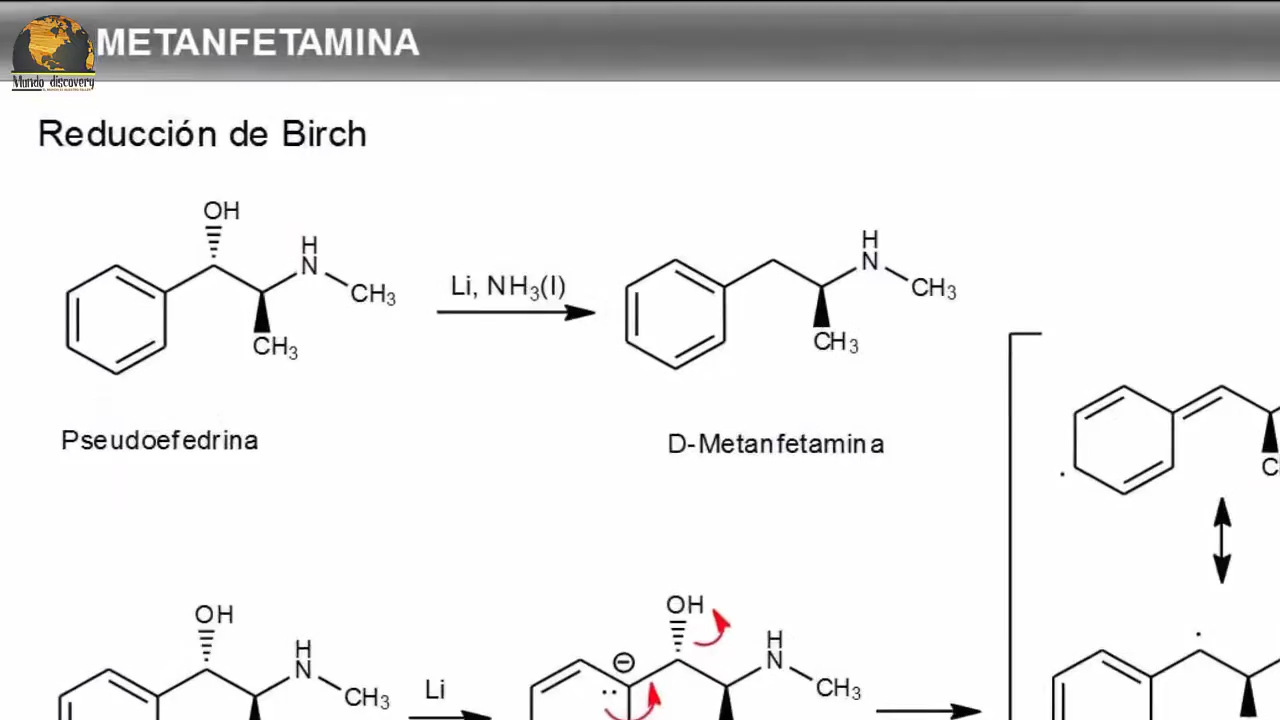 METANFETAMINA
Mundo discovery
Reducción de Birch
OH
H
N
CH₃
CH₃
Li, NH₃(l)
H
N
CH₃
CH₃
Pseudoefedrina
D-Metanfetamina
C
OH
H
N
CH₃
Li
OH
H
N
CH₃